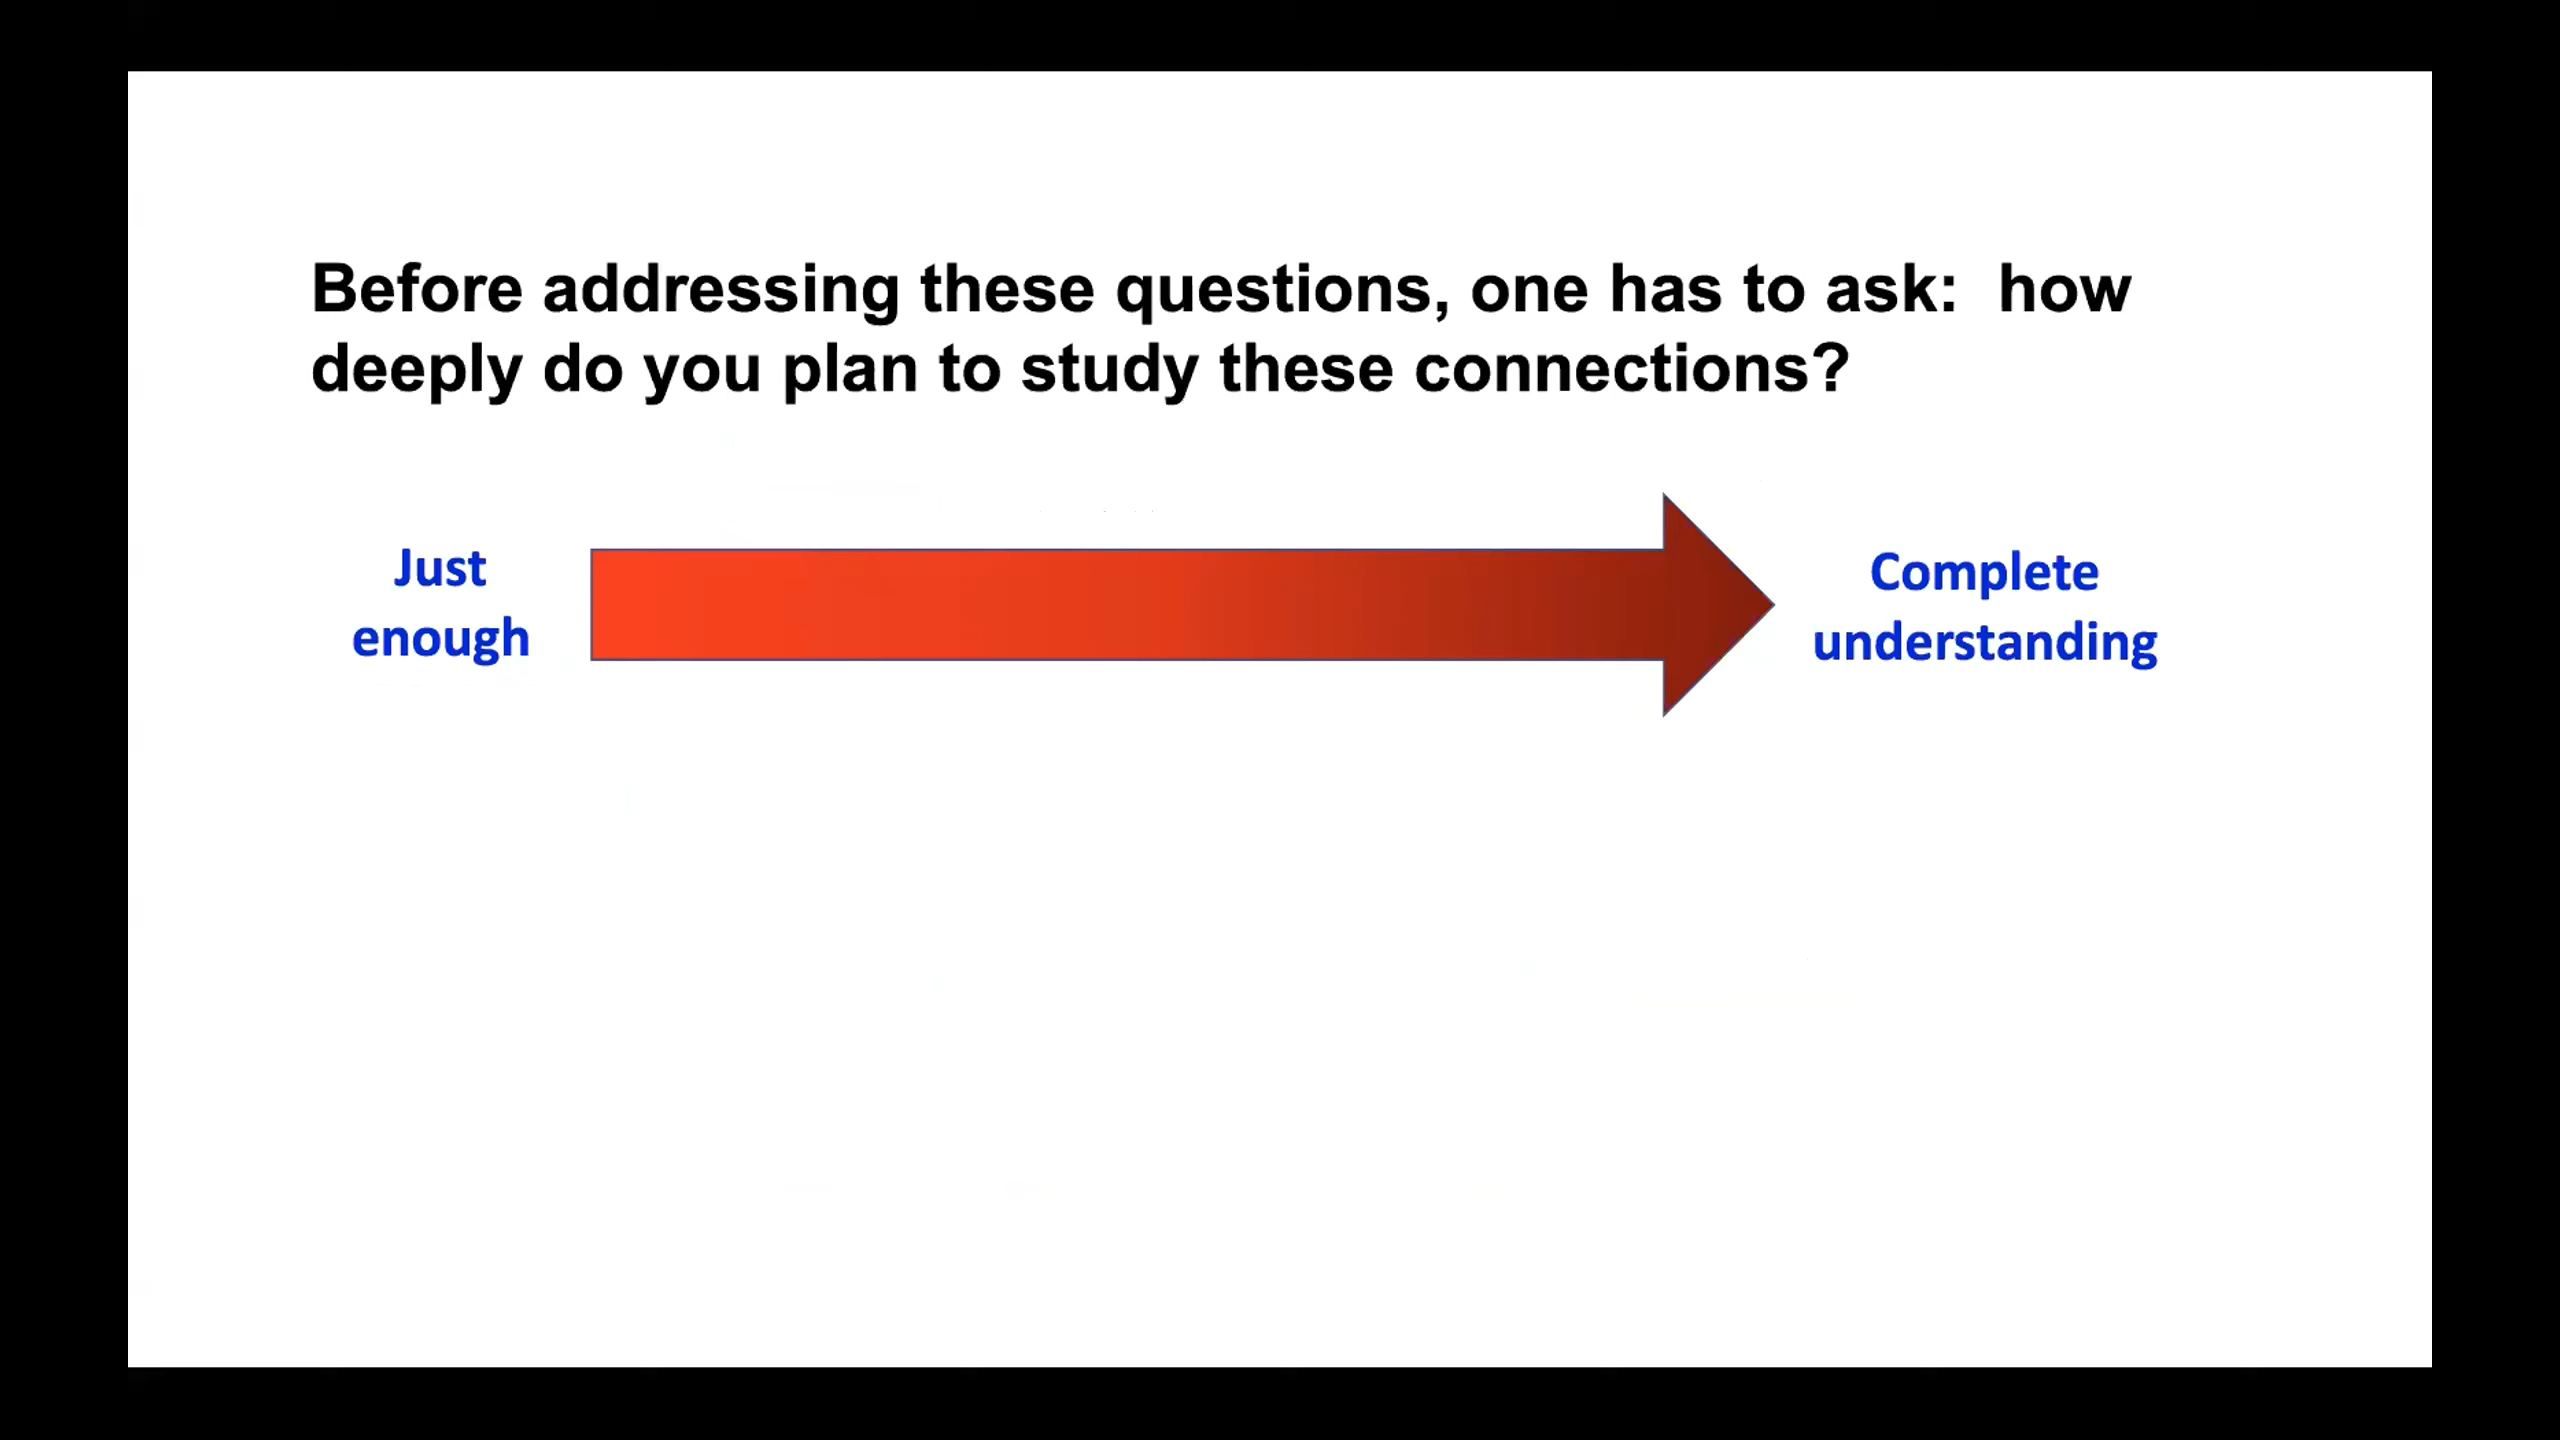 Before addressing these questions, one has to ask:  how
deeply do you plan to study these connections?
Just
enough
Complete
understanding